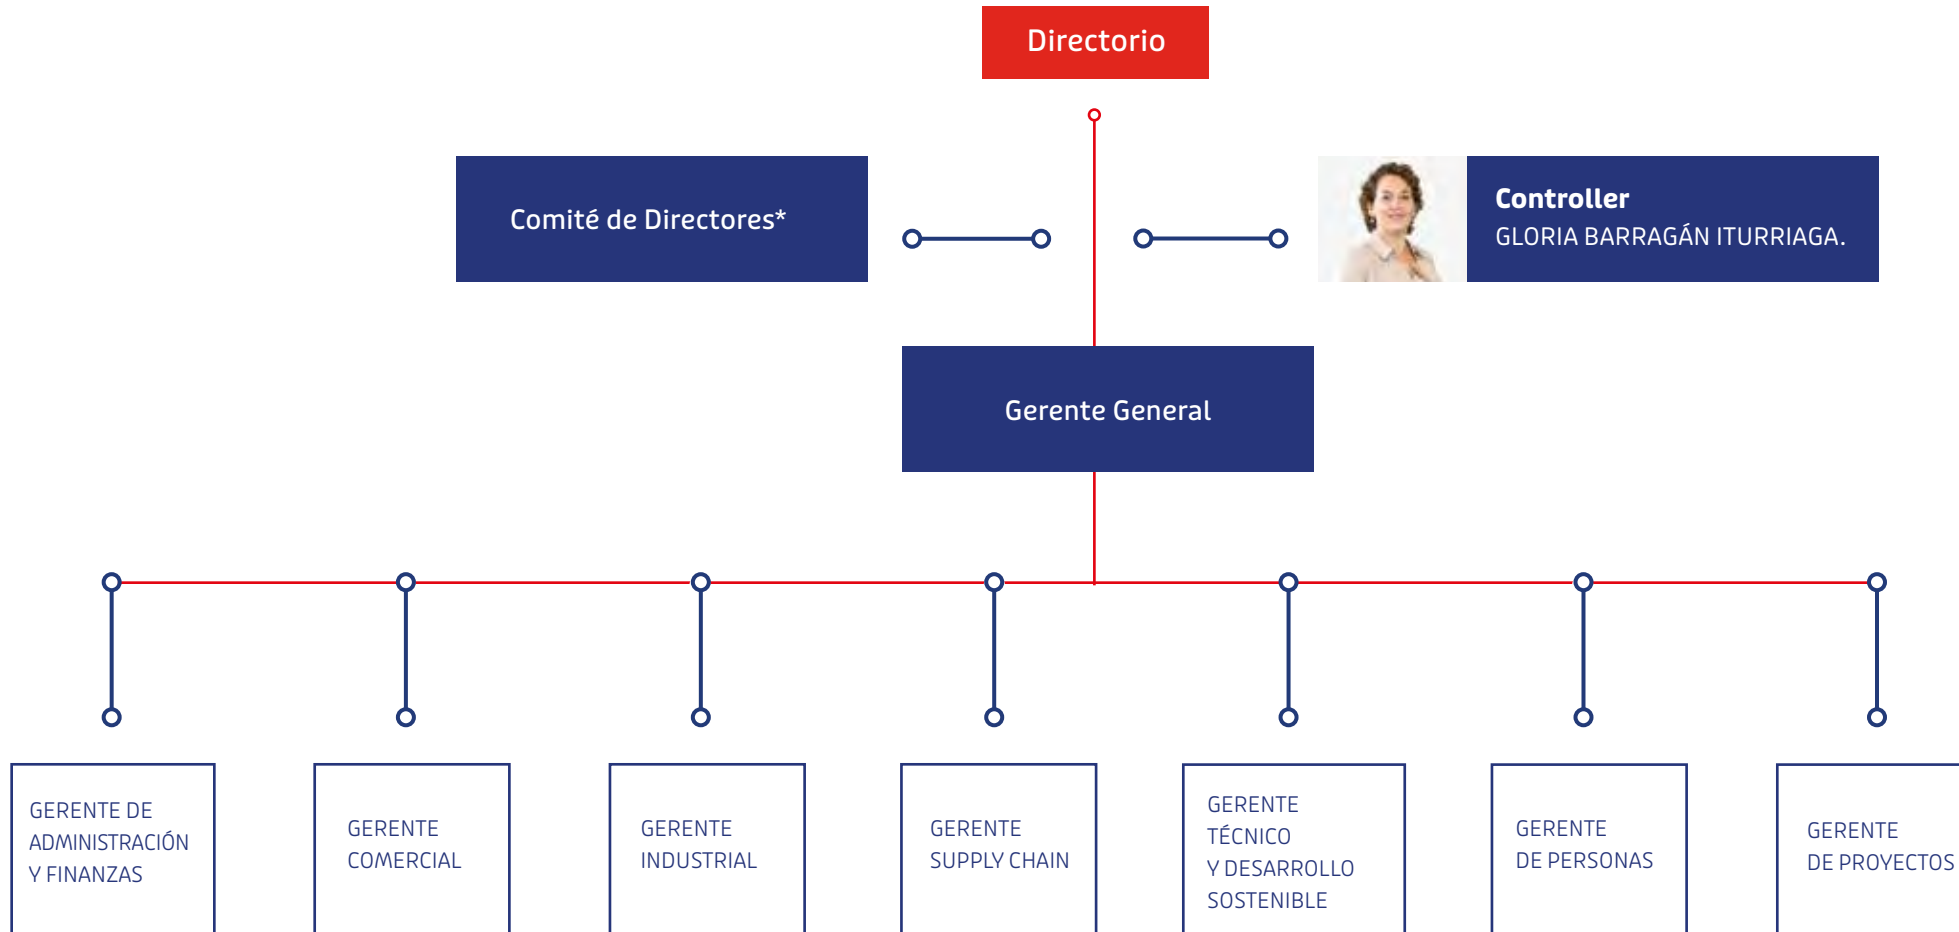 Directorio
Comité de Directores*
Controller
GLORIA BARRAGÁN ITURRIAGA.
Gerente General
GERENTE DE
ADMINISTRACIÓN
Y FINANZAS
GERENTE
COMERCIAL
GERENTE
INDUSTRIAL
GERENTE
SUPPLY CHAIN
GERENTE
TÉCNICO
Y DESARROLLO
SOSTENIBLE
GERENTE
DE PERSONAS
GERENTE
DE PROYECTOS